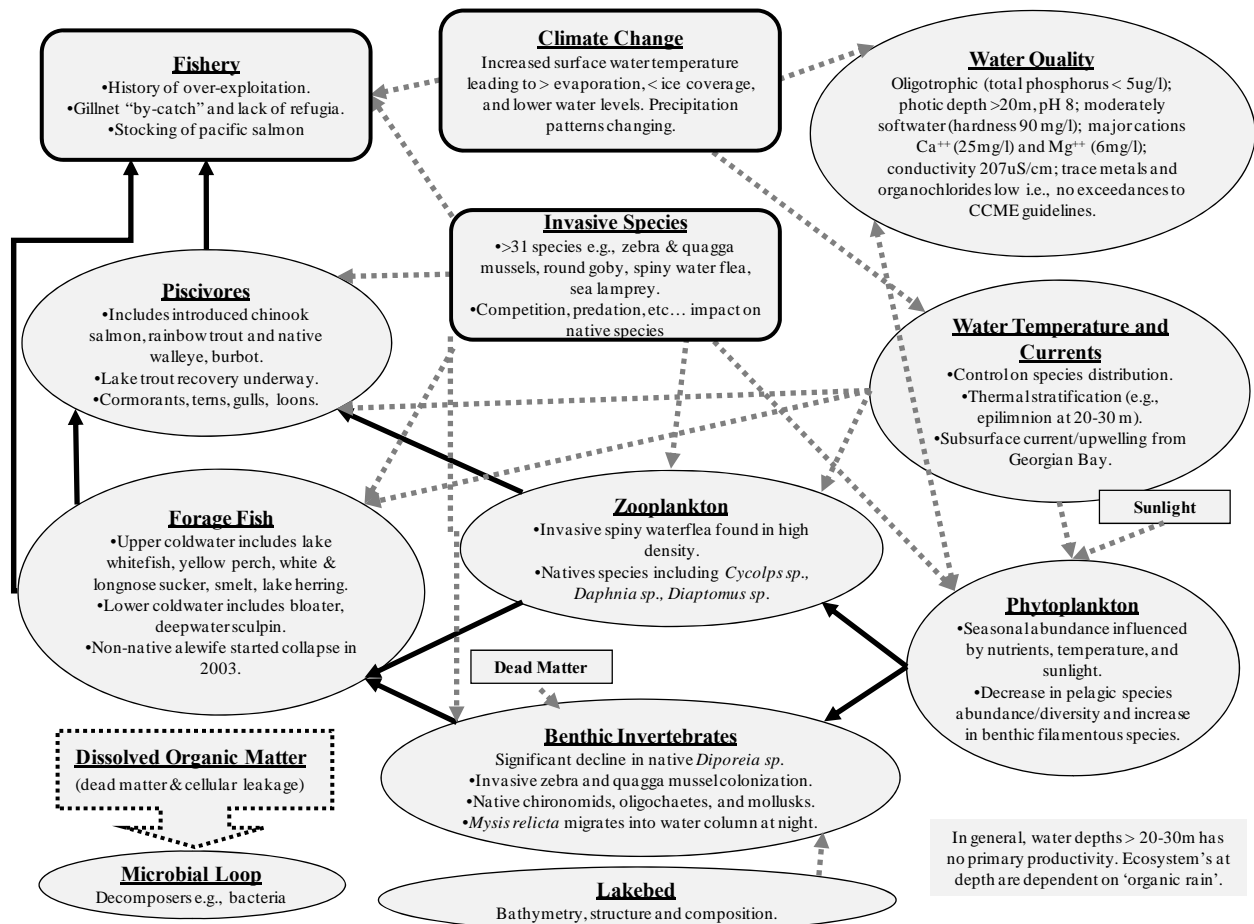 Fishery
•History of over-exploitation.
•Gillnet “by-catch” and lack of refugia.
•Stocking of pacific salmon
Climate Change
Increased surface water temperature
leading to > evaporation, < ice coverage,
and lower water levels. Precipitation
patterns changing.
Water Quality
Oligotrophic (total phosphorus < 5ug/l);
photic depth >20m, pH 8; moderately
softwater (hardness 90 mg/l); major cations
Ca⁺⁺ (25mg/l) and Mg⁺⁺ (6mg/l);
conductivity 207uS/cm; trace metals and
organochlorides low i.e., no exceedances to
CCME guidelines.
Invasive Species
•>31 species e.g., zebra & quagga
mussels, round goby, spiny water flea,
sea lamprey.
•Competition, predation, etc… impact on
native species
Piscivores
•Includes introduced chinook
salmon, rainbow trout and native
walleye, burbot.
•Lake trout recovery underway.
•Cormorants, terns, gulls, loons.
Water Temperature and
Currents
•Control on species distribution.
•Thermal stratification (e.g.,
epilimnion at 20-30 m).
•Subsurface current/upwelling from
Georgian Bay.
Sunlight
Forage Fish
•Upper coldwater includes lake
whitefish, yellow perch, white &
longnose sucker, smelt, lake herring.
•Lower coldwater includes bloater,
deepwater sculpin.
•Non-native alewife started collapse in
2003.
Zooplankton
•Invasive spiny waterflea found in high
density.
•Natives species including Cycolps sp.,
Daphnia sp., Diaptomus sp.
Phytoplankton
•Seasonal abundance influenced
by nutrients, temperature, and
sunlight.
•Decrease in pelagic species
abundance/diversity and increase
in benthic filamentous species.
Dead Matter
Benthic Invertebrates
Significant decline in native Diporeia sp.
•Invasive zebra and quagga mussel colonization.
•Native chironomids, oligochaetes, and mollusks.
•Mysis relicta migrates into water column at night.
Dissolved Organic Matter
(dead matter & cellular leakage)
Microbial Loop
Decomposers e.g., bacteria
Lakebed
Bathymetry, structure and composition.
In general, water depths > 20-30m has
no primary productivity. Ecosystem’s at
depth are dependent on ‘organic rain’.